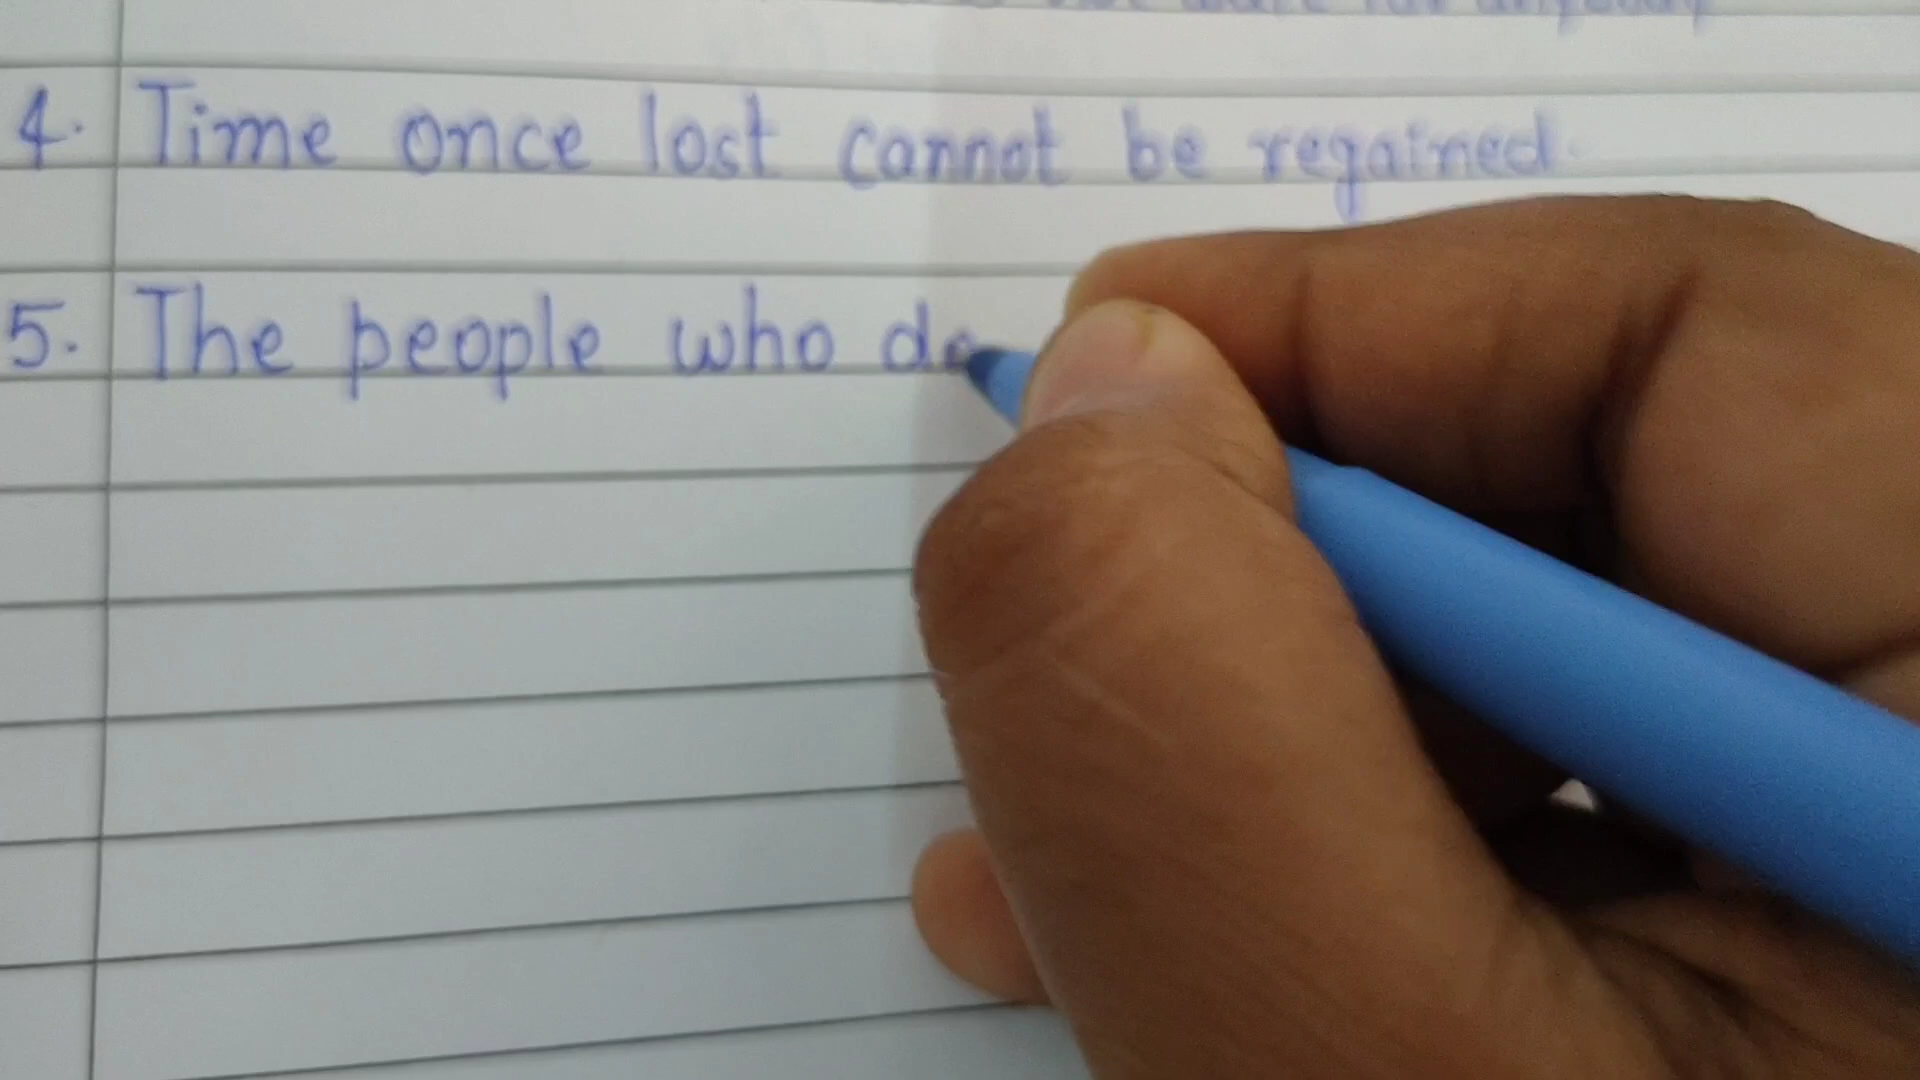 4. Time once lost cannot be regained.
5. The people who do